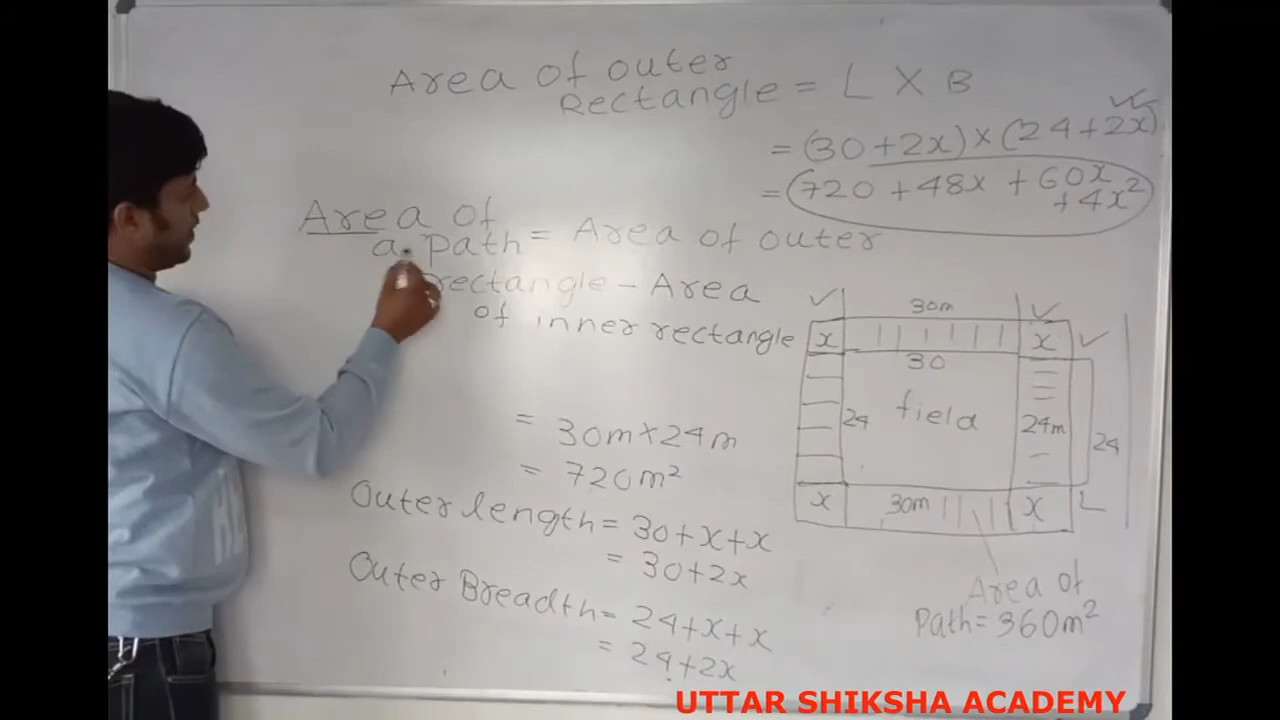 Area of outer
Rectangle = L × B
= (30 + 2x) × (24 + 2x)
= 720 + 48x + 60x
+ 4x²
Area of
a path = Area of outer
rectangle - Area
of inner rectangle
= 30m × 24m
= 720m²
Outer length = 30 + x + x
= 30 + 2x
Outer Breadth = 24 + x + x
= 24 + 2x
30m
x x
30
24 field 24m 24
x 30m x
Area of
Path = 360m²
UTTAR SHIKSHA ACADEMY